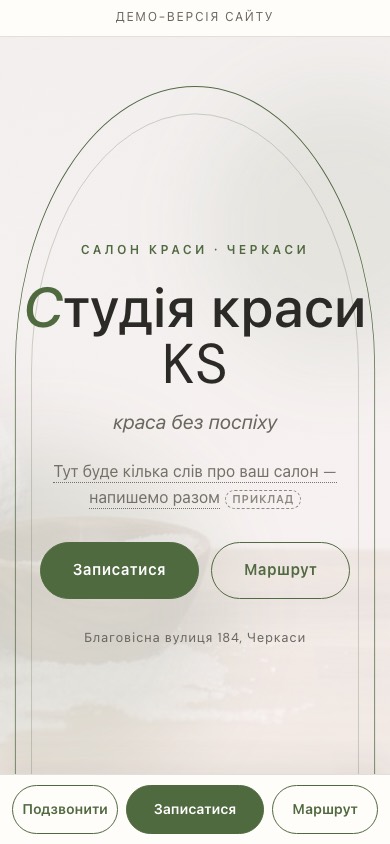 ДЕМО-ВЕРСІЯ САЙТУ
САЛОН КРАСИ · ЧЕРКАСИ
Студія краси
KS
краса без поспіху
Тут буде кілька слів про ваш салон —
напишемо разом ПРИКЛАД
Записатися Маршрут
Благовісна вулиця 184, Черкаси
Подзвонити Записатися Маршрут